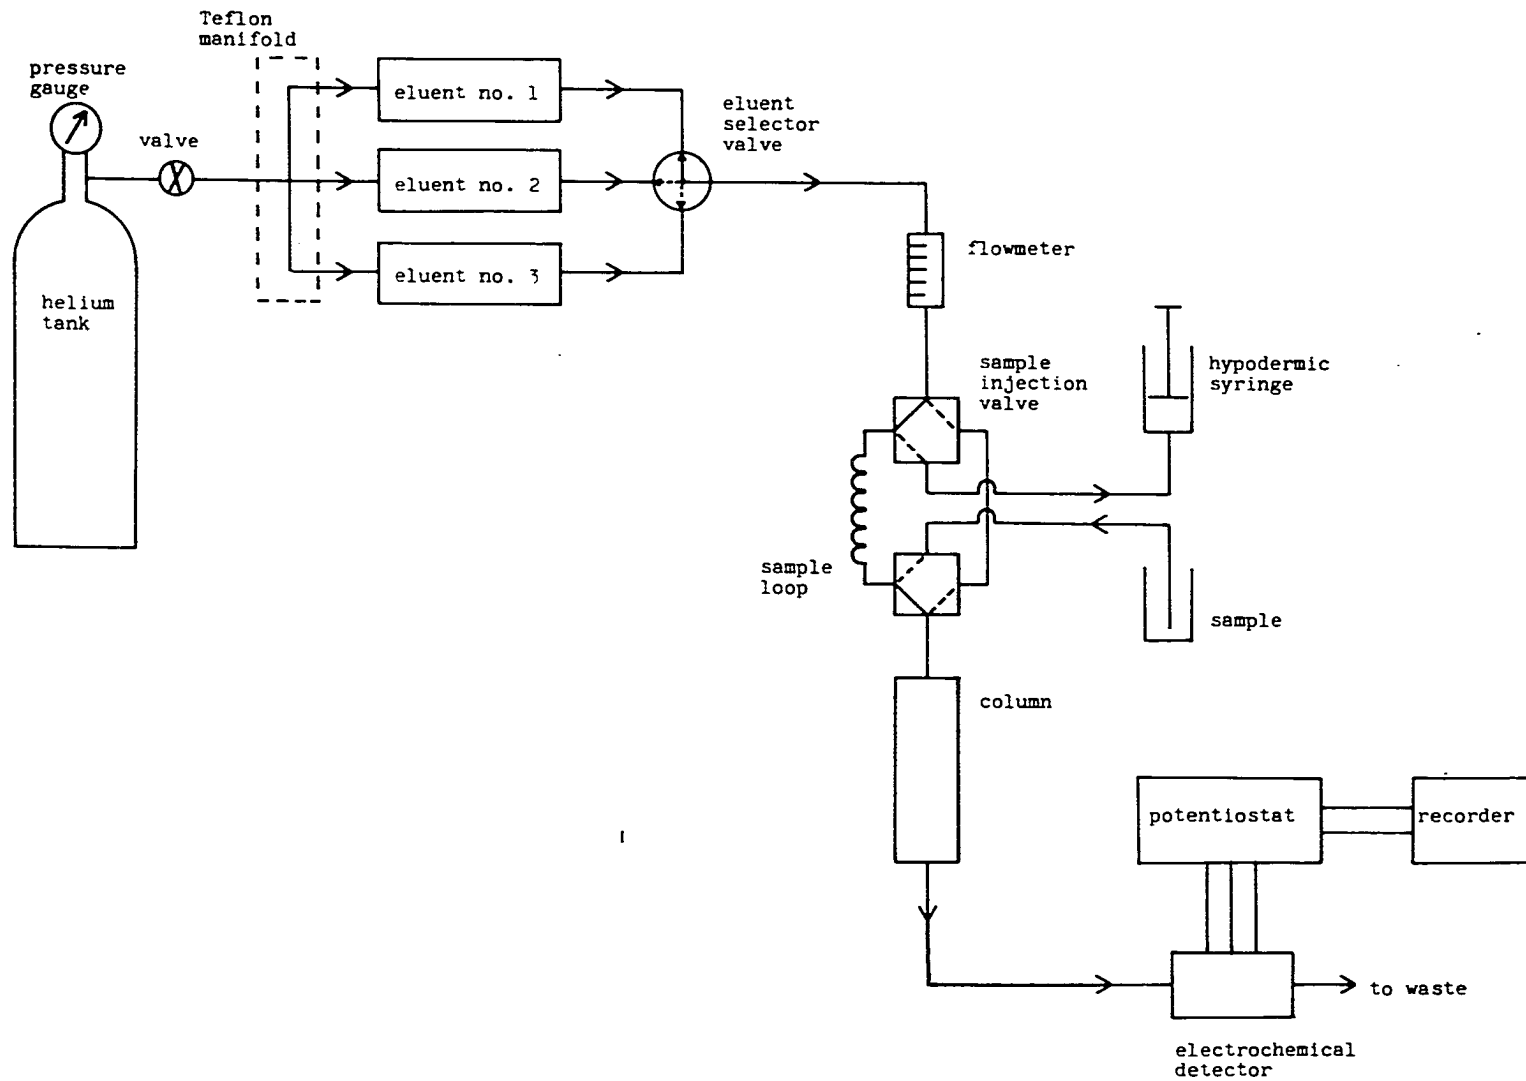 Teflon
manifold
pressure
gauge
valve
eluent no. 1
eluent no. 2
eluent no. 3
eluent
selector
valve
helium
tank
flowmeter
sample
injection
valve
hypodermic
syringe
sample
loop
sample
column
potentiostat
recorder
to waste
electrochemical
detector